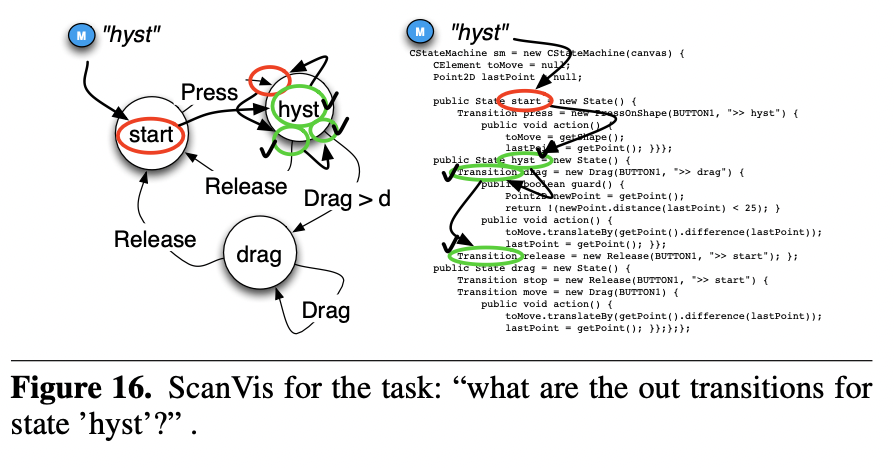 M "hyst"
Press
start
hyst
Release
Drag > d
Release
drag
Drag
M "hyst"
CStateMachine sm = new CStateMachine(canvas) {
CElement toMove = null;
Point2D lastPoint = null;
public State start = new State() {
Transition press = new PressOnShape(BUTTON1, ">> hyst") {
public void action() {
toMove = getShape();
lastPoint = getPoint(); }}};
public State hyst = new State() {
Transition drag = new Drag(BUTTON1, ">> drag") {
public boolean guard() {
Point2D newPoint = getPoint();
return !(newPoint.distance(lastPoint) < 25; }
public void action() {
toMove.translateBy(getPoint().difference(lastPoint));
lastPoint = getPoint(); }};
Transition release = new Release(BUTTON1, ">> start"); };
public State drag = new State() {
Transition stop = new Release(BUTTON1, ">> start") {
Transition move = new Drag(BUTTON1) {
public void action() {
toMove.translateBy(getPoint().difference(lastPoint));
lastPoint = getPoint(); }};};};
Figure 16. ScanVis for the task: “what are the out transitions for
state ’hyst’?” .